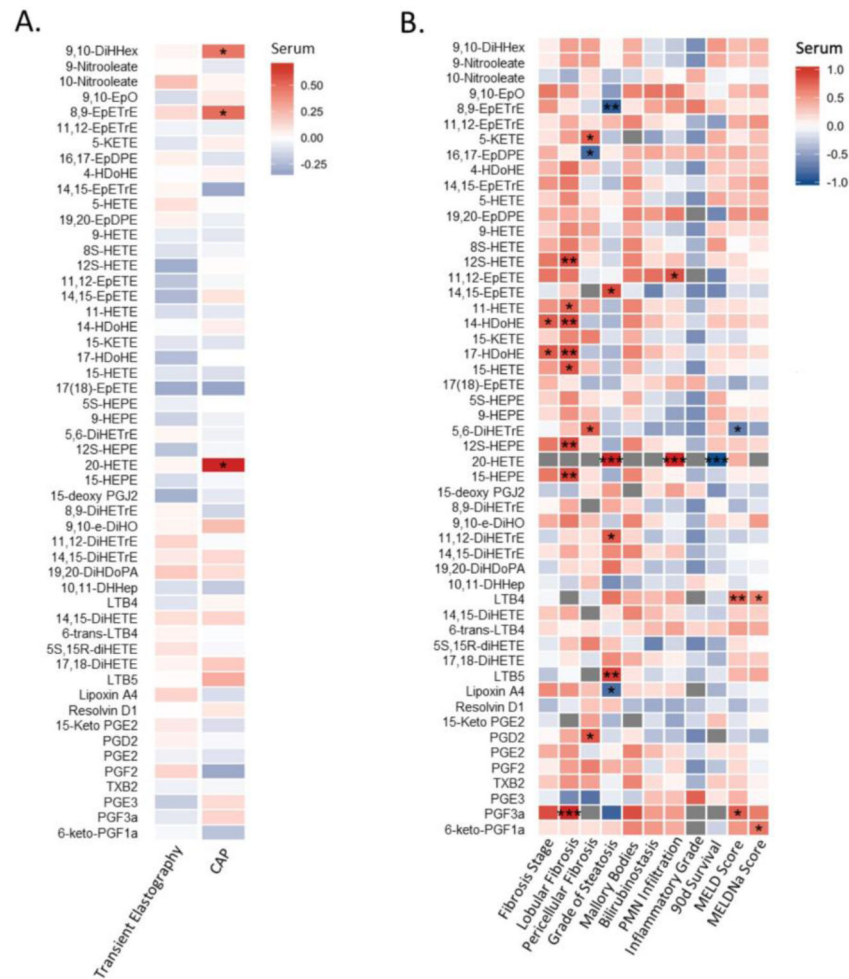 A.
9,10-DiHHex
9-Nitrooleate
10-Nitrooleate
9,10-EpO
8,9-EpETrE
11,12-EpETrE
5-KETE
16,17-EpDPE
4-HDoHE
14,15-EpETrE
5-HETE
19,20-EpDPE
9-HETE
8S-HETE
12S-HETE
11,12-EpETE
14,15-EpETE
11-HETE
14-HDoHE
15-KETE
17-HDoHE
15-HETE
17(18)-EpETE
5S-HEPE
9-HEPE
5,6-DiHETrE
12S-HEPE
20-HETE
15-HEPE
15-deoxy PGJ2
8,9-DiHETrE
9,10-e-DiHO
11,12-DiHETrE
14,15-DiHETrE
19,20-DiHDoPA
10,11-DHHep
LTB4
14,15-DiHETE
6-trans-LTB4
5S,15R-diHETE
17,18-DiHETE
LTB5
Lipoxin A4
Resolvin D1
15-Keto PGE2
PGD2
PGE2
PGF2
TXB2
PGE3
PGF3a
6-keto-PGF1a
*
*
*
Transient Elastography
CAP
Serum
0.50
0.25
0.00
-0.25
B.
9,10-DiHHex
9-Nitrooleate
10-Nitrooleate
9,10-EpO
8,9-EpETrE **
11,12-EpETrE
5-KETE *
16,17-EpDPE *
4-HDoHE
14,15-EpETrE
5-HETE
19,20-EpDPE
9-HETE
8S-HETE
12S-HETE **
11,12-EpETE *
14,15-EpETE *
11-HETE *
14-HDoHE * **
15-KETE
17-HDoHE * **
15-HETE *
17(18)-EpETE
5S-HEPE
9-HEPE
5,6-DiHETrE * *
12S-HEPE **
20-HETE *** *** ***
15-HEPE **
15-deoxy PGJ2
8,9-DiHETrE
9,10-e-DiHO
11,12-DiHETrE *
14,15-DiHETrE
19,20-DiHDoPA
10,11-DHHep
LTB4 ** *
14,15-DiHETE
6-trans-LTB4
5S,15R-diHETE
17,18-DiHETE
LTB5 **
Lipoxin A4 *
Resolvin D1
15-Keto PGE2
PGD2 *
PGE2
PGF2
TXB2
PGE3
PGF3a *** *
6-keto-PGF1a *
Fibrosis Stage
Lobular Fibrosis
Pericellular Fibrosis
Grade of Steatosis
Mallory Bodies
Bilirubinostasis
PMN Infiltration
Inflammatory Grade
90d Survival
MELD Score
MELDNa Score
Serum
1.0
0.5
0.0
-0.5
-1.0